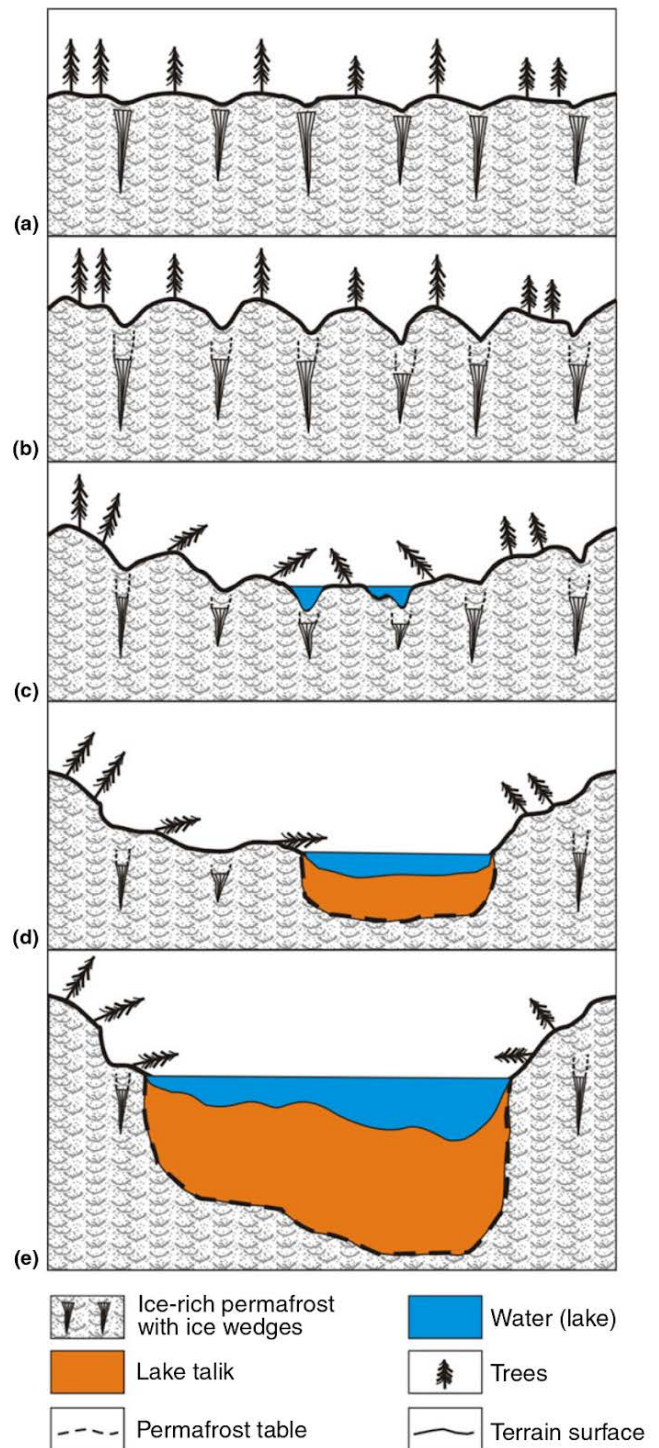 (a)
(b)
(c)
(d)
(e)
Ice-rich permafrost
with ice wedges
Water (lake)
Lake talik
Trees
Permafrost table
Terrain surface